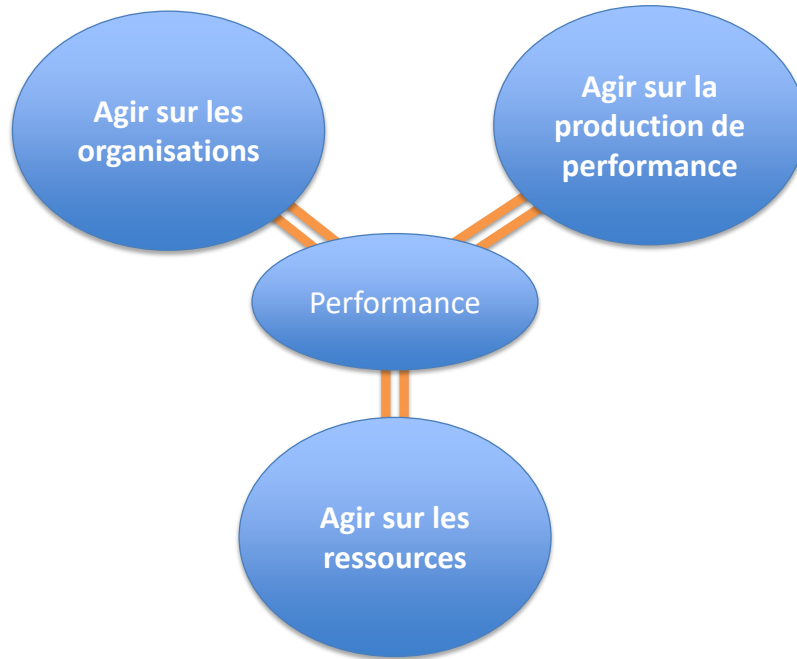 Agir sur les
organisations
Agir sur la
production de
performance
Performance
Agir sur les
ressources